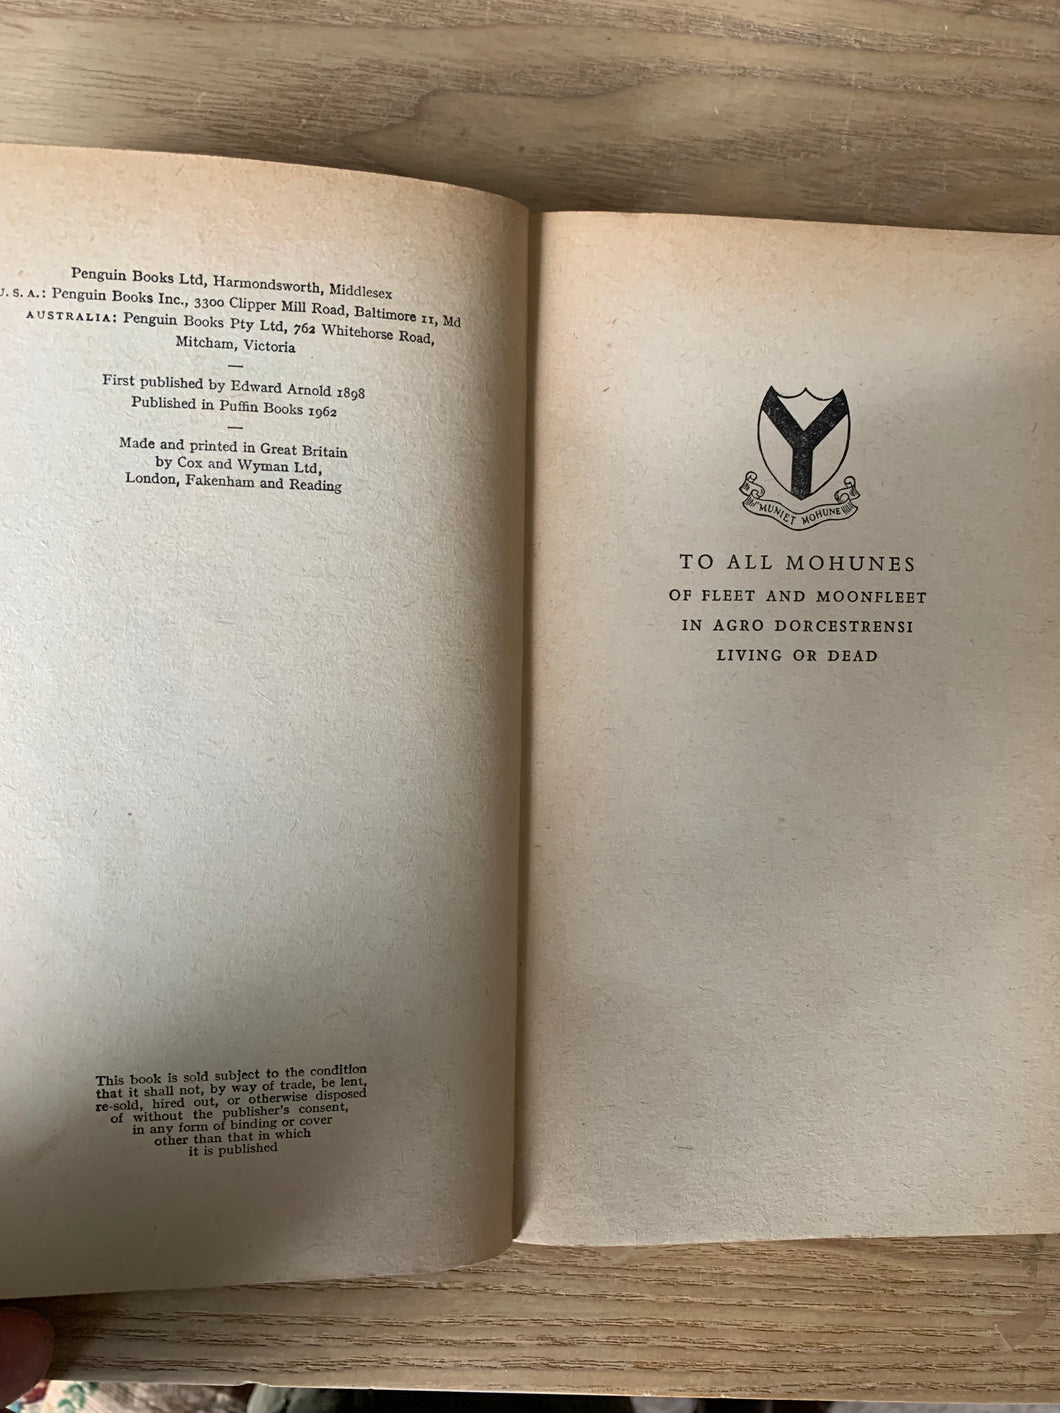 Penguin Books Ltd, Harmondsworth, Middlesex
U.S.A.: Penguin Books Inc., 3300 Clipper Mill Road, Baltimore 11, Md
AUSTRALIA: Penguin Books Pty Ltd, 762 Whitehorse Road,
Mitcham, Victoria
—
First published by Edward Arnold 1898
Published in Puffin Books 1962
—
Made and printed in Great Britain
by Cox and Wyman Ltd,
London, Fakenham and Reading
This book is sold subject to the condition
that it shall not, by way of trade, be lent,
re-sold, hired out, or otherwise disposed
of without the publisher's consent,
in any form of binding or cover
other than that in which
it is published
MUNIET MOHUNE
TO ALL MOHUNES
OF FLEET AND MOONFLEET
IN AGRO DORCESTRENSI
LIVING OR DEAD